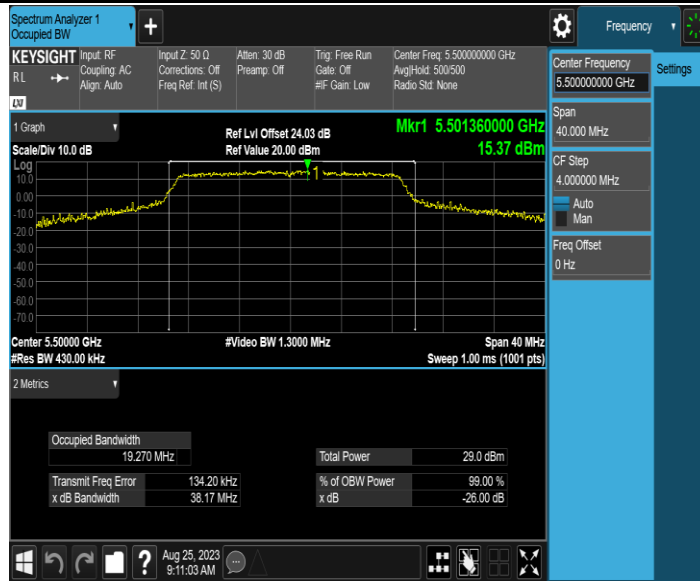 Spectrum Analyzer 1
Occupied BW
+
Frequency
KEYSIGHT
Input: RF
Input Z: 50 Ω
Atten: 30 dB
Trig: Free Run
Center Freq: 5.500000000 GHz
RL
Coupling: AC
Corrections: Off
Preamp: Off
Gate: Off
Avg|Hold: 500/500
Align: Auto
Freq Ref: Int (S)
#IF Gain: Low
Radio Std: None
LXI
Center Frequency
5.500000000 GHz
Settings
Span
40.000 MHz
CF Step
4.000000 MHz
Auto
Man
Freq Offset
0 Hz
1 Graph
Ref Lvl Offset 24.03 dB
Mkr1 5.501360000 GHz
Scale/Div 10.0 dB
Ref Value 20.00 dBm
15.37 dBm
Log
10.0
0.00
-10.0
-20.0
-30.0
-40.0
-50.0
-60.0
-70.0
1
Center 5.50000 GHz
#Video BW 1.3000 MHz
Span 40 MHz
#Res BW 430.00 kHz
Sweep 1.00 ms (1001 pts)
2 Metrics
Occupied Bandwidth
19.270 MHz
Total Power 29.0 dBm
Transmit Freq Error 134.20 kHz
% of OBW Power 99.00 %
x dB Bandwidth 38.17 MHz
x dB -26.00 dB
?
Aug 25, 2023
9:11:03 AM